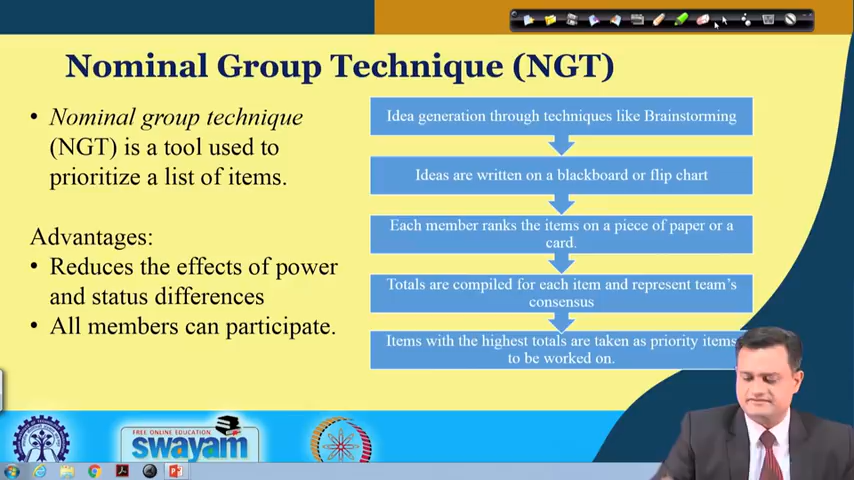 Nominal Group Technique (NGT)
• Nominal group technique
(NGT) is a tool used to
prioritize a list of items.
Advantages:
• Reduces the effects of power
and status differences
• All members can participate.
Idea generation through techniques like Brainstorming
Ideas are written on a blackboard or flip chart
Each member ranks the items on a piece of paper or a
card.
Totals are compiled for each item and represent team's
consensus
Items with the highest totals are taken as priority items
to be worked on.
FREE ONLINE EDUCATION
swayam